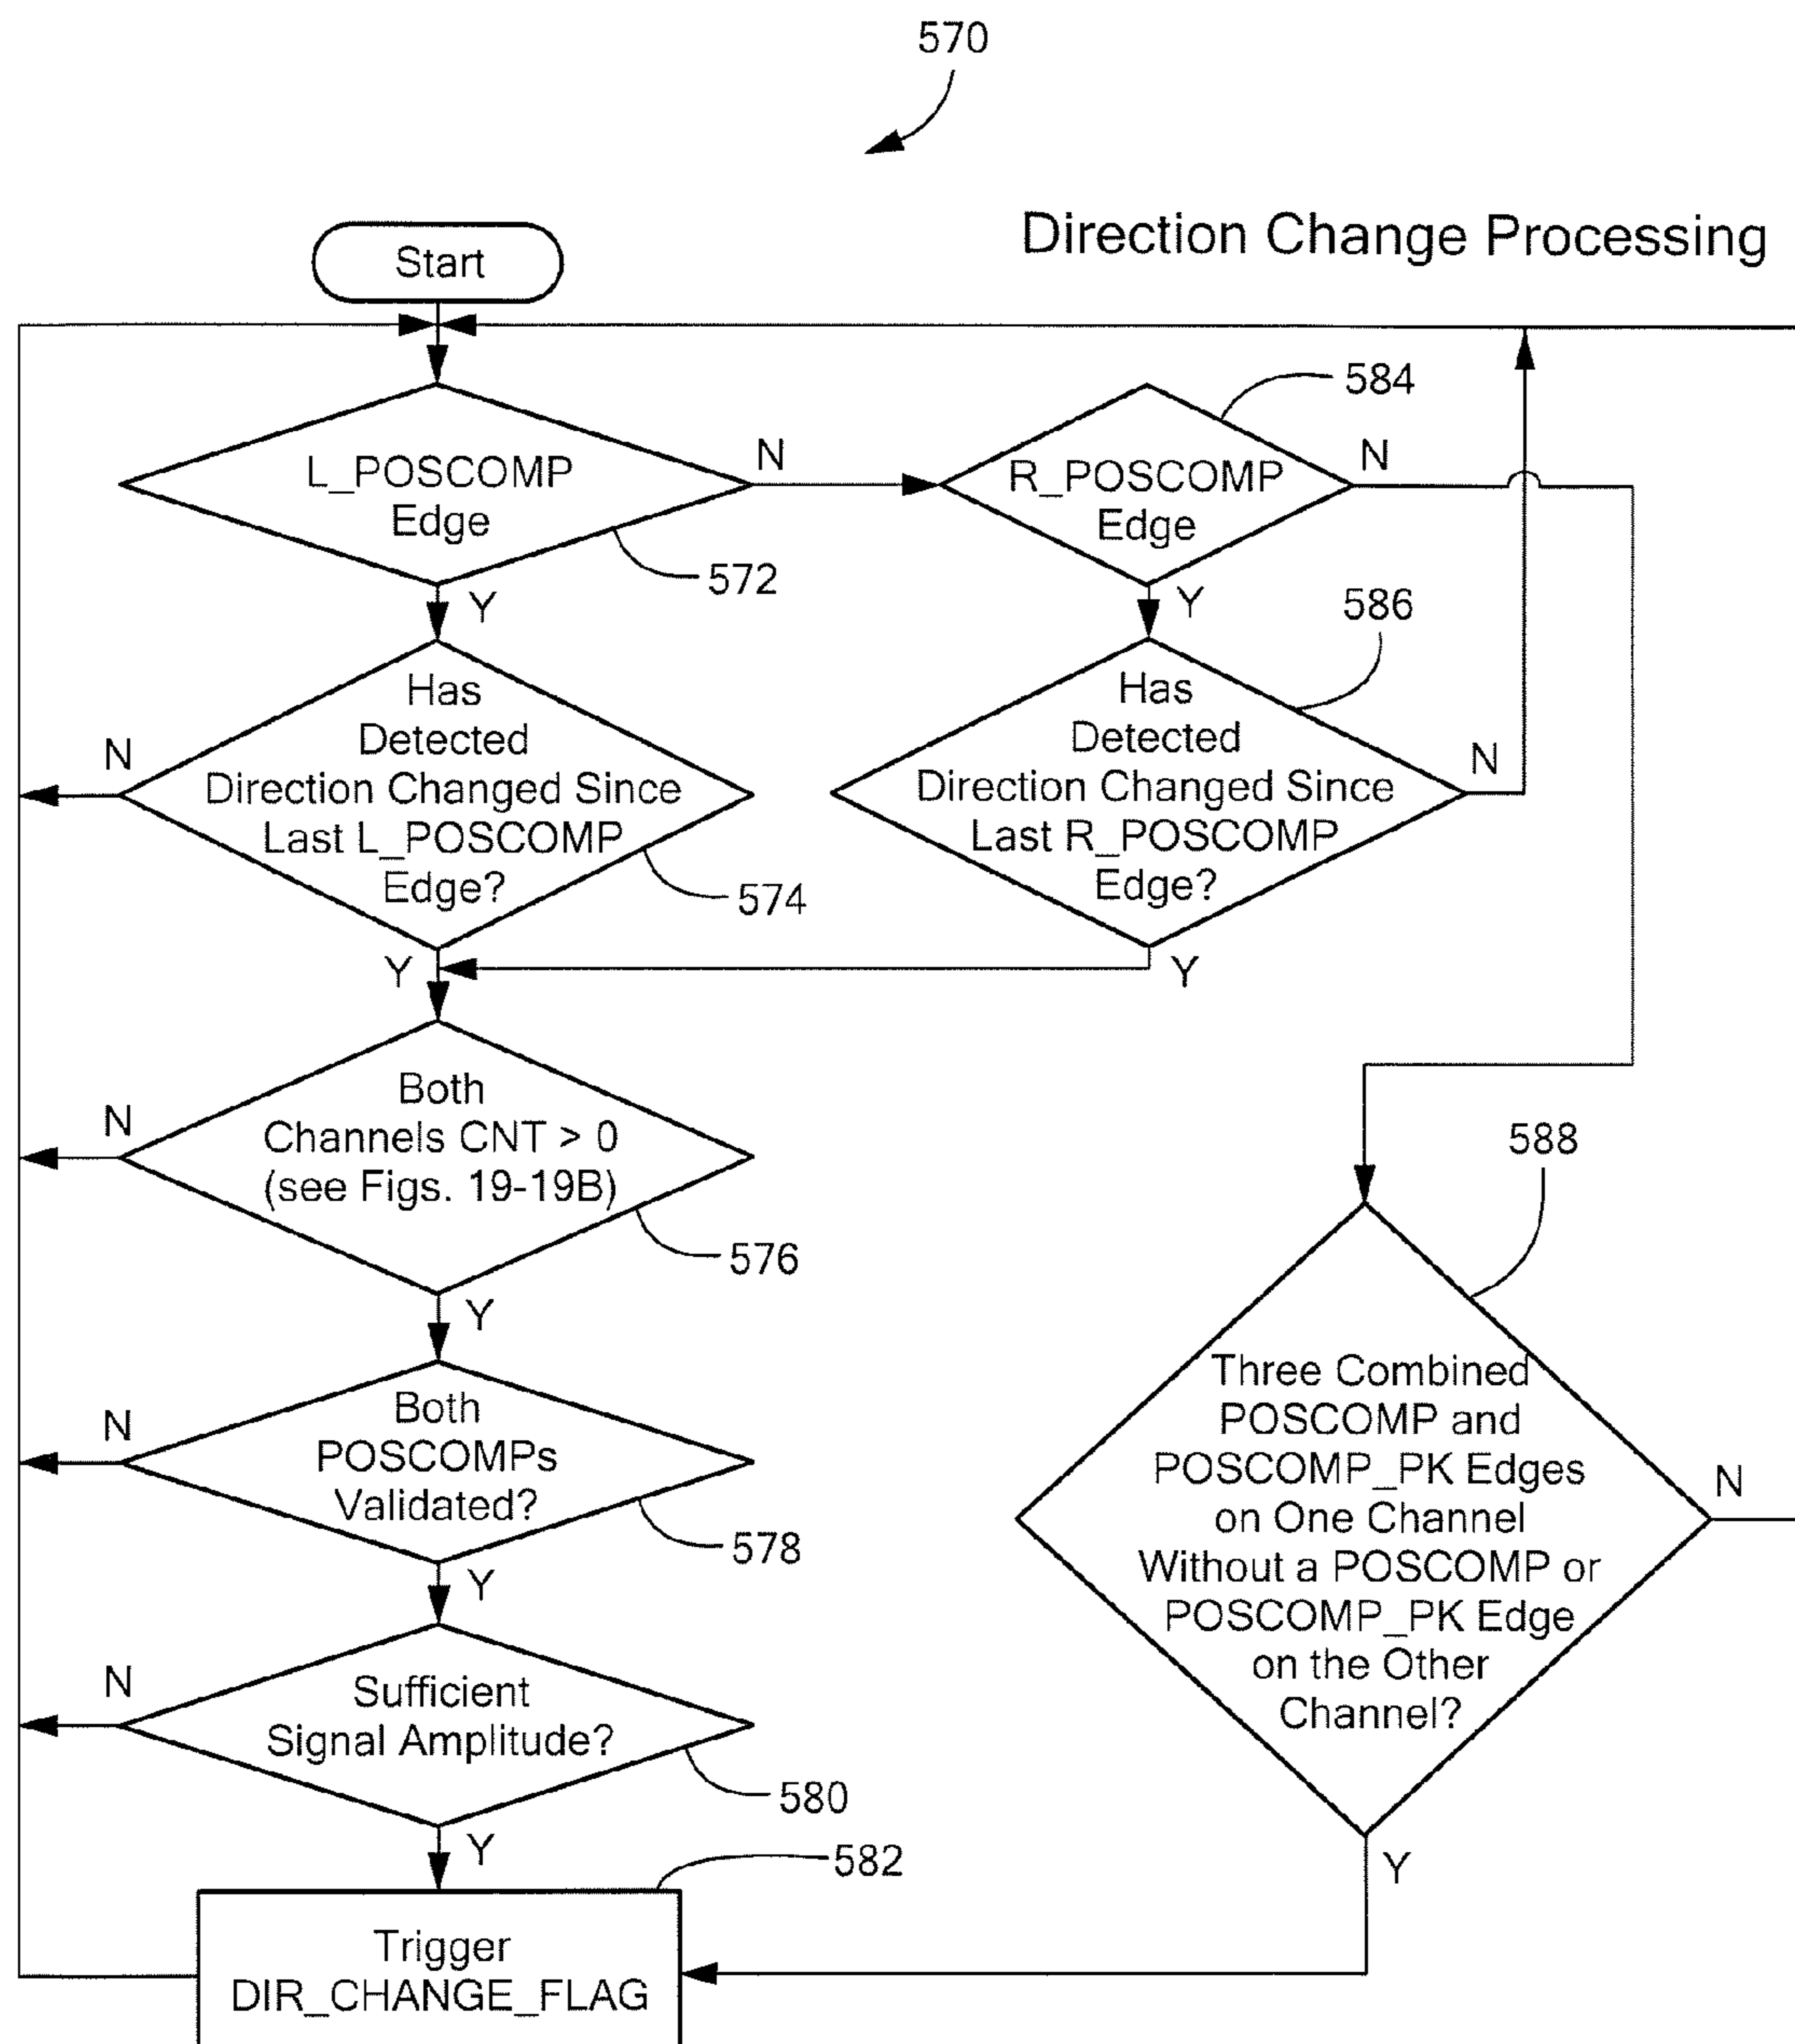 570
Direction Change Processing
Start
L_POSCOMP
Edge
572
N
Y
R_POSCOMP
Edge
584
N
Y
Has
Detected
Direction Changed Since
Last L_POSCOMP
Edge?
574
N
Y
Has
Detected
Direction Changed Since
Last R_POSCOMP
Edge?
586
N
Y
Both
Channels CNT > 0
(see Figs. 19-19B)
576
N
Y
Both
POSCOMPs
Validated?
578
N
Y
Sufficient
Signal Amplitude?
580
N
Y
Trigger
DIR_CHANGE_FLAG
582
588
Three Combined
POSCOMP and
POSCOMP_PK Edges
on One Channel
Without a POSCOMP or
POSCOMP_PK Edge
on the Other
Channel?
N
Y